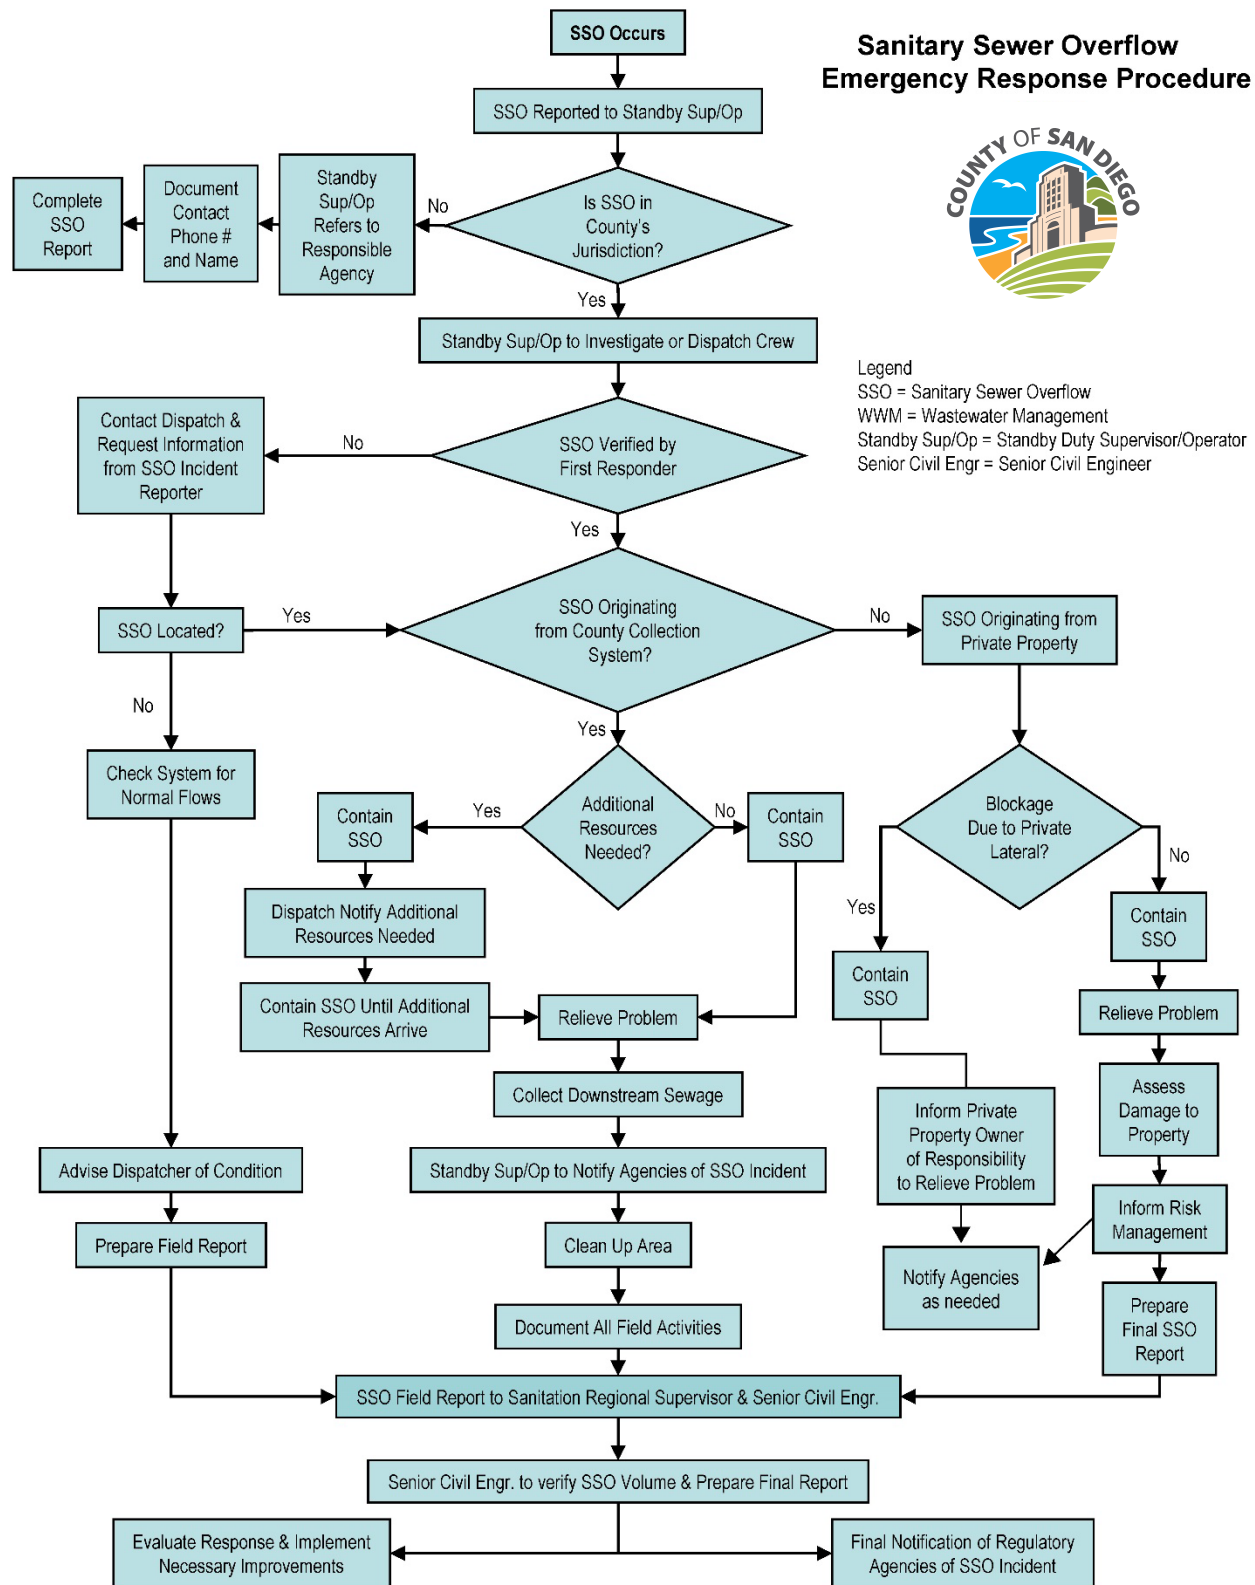 SSO Occurs
Sanitary Sewer Overflow
Emergency Response Procedure
COUNTY OF SAN DIEGO
SSO Reported to Standby Sup/Op
Is SSO in
County's
Jurisdiction?
No
Standby
Sup/Op
Refers to
Responsible
Agency
Document
Contact
Phone #
and Name
Complete
SSO
Report
Yes
Standby Sup/Op to Investigate or Dispatch Crew
Legend
SSO = Sanitary Sewer Overflow
WWM = Wastewater Management
Standby Sup/Op = Standby Duty Supervisor/Operator
Senior Civil Engr = Senior Civil Engineer
SSO Verified by
First Responder
No
Contact Dispatch &
Request Information
from SSO Incident
Reporter
Yes
SSO Located?
Yes
SSO Originating
from County Collection
System?
No
SSO Originating from
Private Property
No
Check System for
Normal Flows
Yes
Additional
Resources
Needed?
Yes
Contain
SSO
No
Contain
SSO
Dispatch Notify Additional
Resources Needed
Contain SSO Until Additional
Resources Arrive
Relieve Problem
Collect Downstream Sewage
Standby Sup/Op to Notify Agencies of SSO Incident
Clean Up Area
Document All Field Activities
Blockage
Due to Private
Lateral?
Yes
Contain
SSO
Inform Private
Property Owner
of Responsibility
to Relieve Problem
Notify Agencies
as needed
No
Contain
SSO
Relieve Problem
Assess
Damage to
Property
Inform Risk
Management
Prepare
Final SSO
Report
Advise Dispatcher of Condition
Prepare Field Report
SSO Field Report to Sanitation Regional Supervisor & Senior Civil Engr.
Senior Civil Engr. to verify SSO Volume & Prepare Final Report
Evaluate Response & Implement
Necessary Improvements
Final Notification of Regulatory
Agencies of SSO Incident